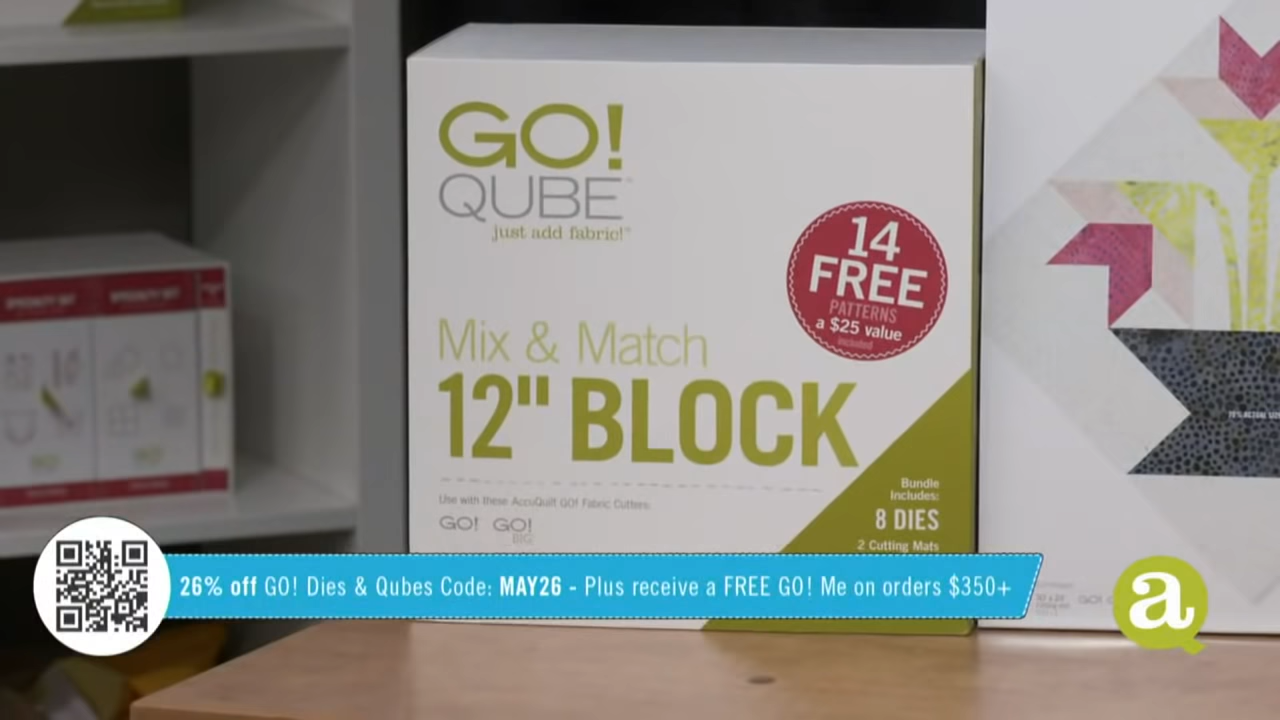 GO!
QUBE™
just add fabric!™
14
FREE
PATTERNS
a $25 value
included
Mix & Match
12" BLOCK
Use with these AccuQuilt GO! Fabric Cutters:
GO! GO!
BIG
Bundle
Includes:
8 DIES
2 Cutting Mats
26% off GO! Dies & Qubes Code: MAY26 - Plus receive a FREE GO! Me on orders $350+
a